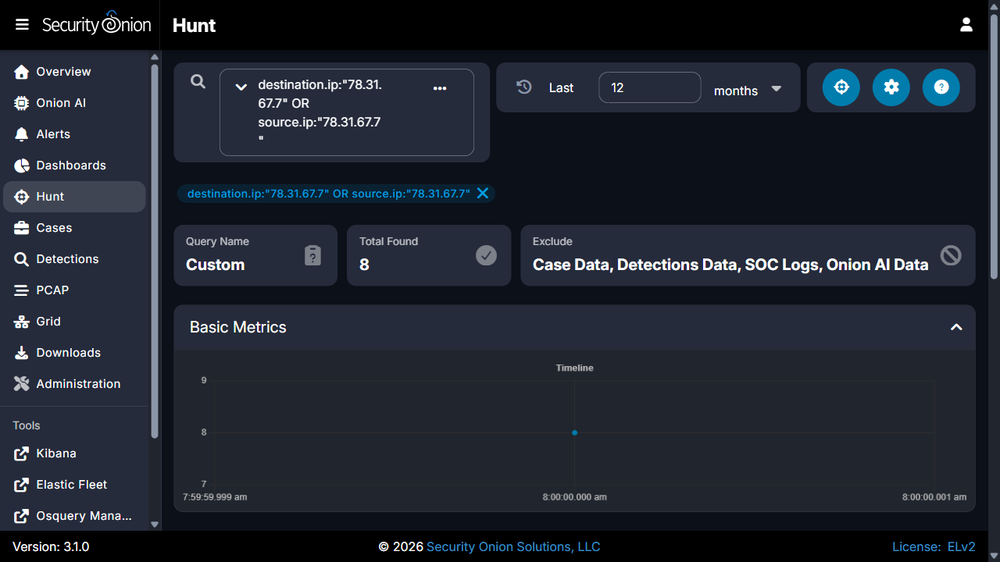 Security Onion
Hunt
Overview
Onion AI
Alerts
Dashboards
Hunt
Cases
Detections
PCAP
Grid
Downloads
Administration
Tools
Kibana
Elastic Fleet
Osquery Mana...
destination.ip:"78.31.
67.7" OR
source.ip:"78.31.67.7
"
Last
12
months
destination.ip:"78.31.67.7" OR source.ip:"78.31.67.7"
Query Name
Custom
Total Found
8
Exclude
Case Data, Detections Data, SOC Logs, Onion AI Data
Basic Metrics
Timeline
9
8
7
7:59:59.999 am
8:00:00.000 am
8:00:00.001 am
Version: 3.1.0
© 2026 Security Onion Solutions, LLC
License: ELv2